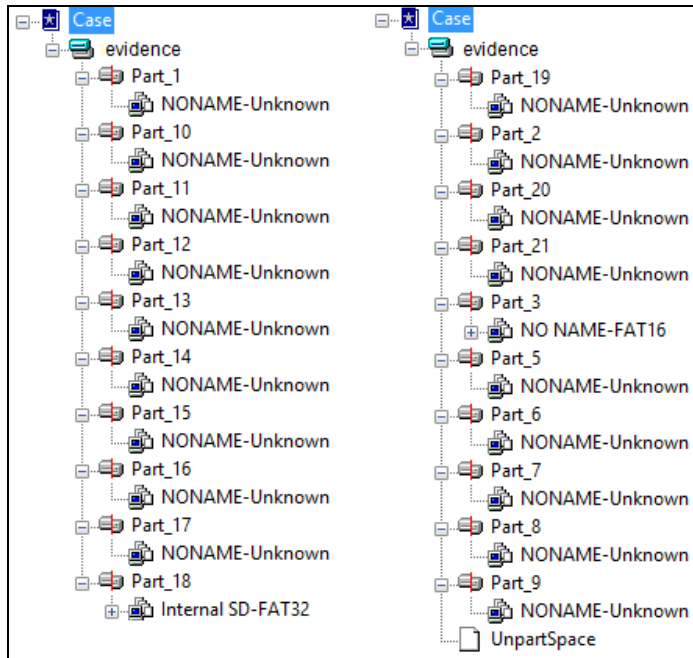 Case
evidence
Part_1
NONAME-Unknown
Part_10
NONAME-Unknown
Part_11
NONAME-Unknown
Part_12
NONAME-Unknown
Part_13
NONAME-Unknown
Part_14
NONAME-Unknown
Part_15
NONAME-Unknown
Part_16
NONAME-Unknown
Part_17
NONAME-Unknown
Part_18
Internal SD-FAT32
Case
evidence
Part_19
NONAME-Unknown
Part_2
NONAME-Unknown
Part_20
NONAME-Unknown
Part_21
NONAME-Unknown
Part_3
NO NAME-FAT16
Part_5
NONAME-Unknown
Part_6
NONAME-Unknown
Part_7
NONAME-Unknown
Part_8
NONAME-Unknown
Part_9
NONAME-Unknown
UnpartSpace